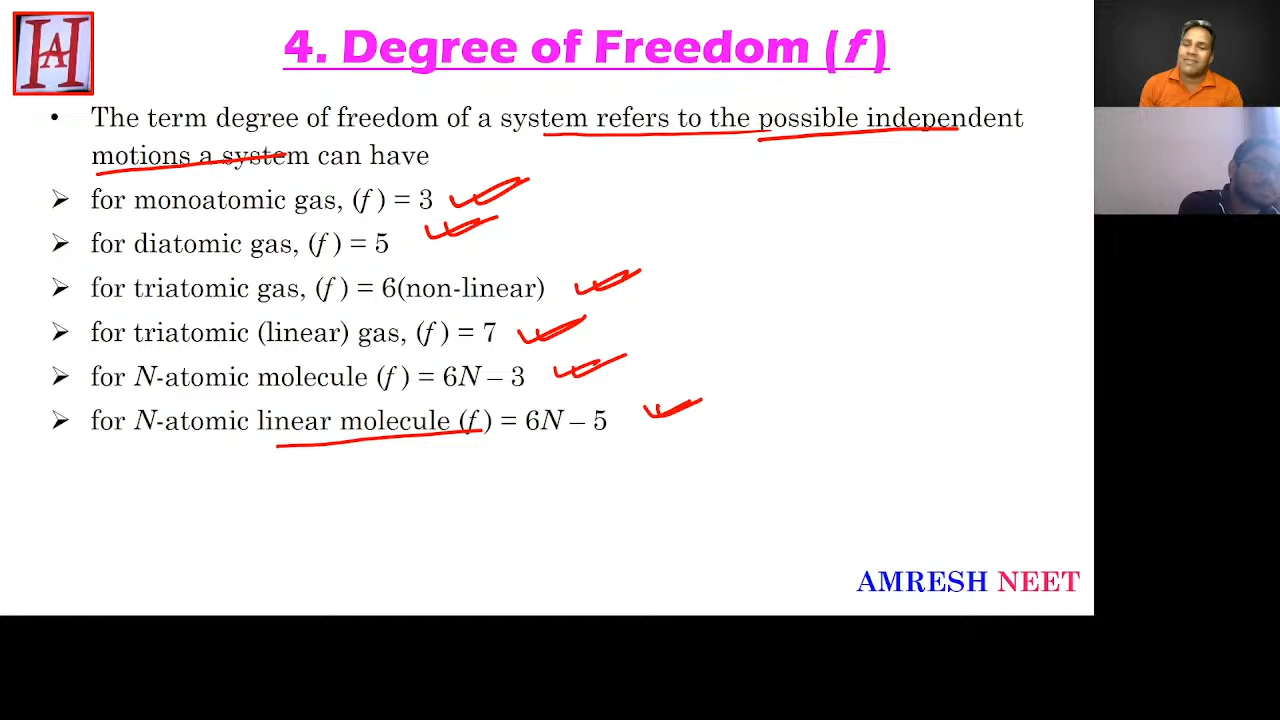 HA
4. Degree of Freedom (f)
• The term degree of freedom of a system refers to the possible independent
motions a system can have
➢ for monoatomic gas, (f) = 3
➢ for diatomic gas, (f) = 5
➢ for triatomic gas, (f) = 6(non-linear)
➢ for triatomic (linear) gas, (f) = 7
➢ for N-atomic molecule (f) = 6N – 3
➢ for N-atomic linear molecule (f) = 6N – 5
AMRESH NEET